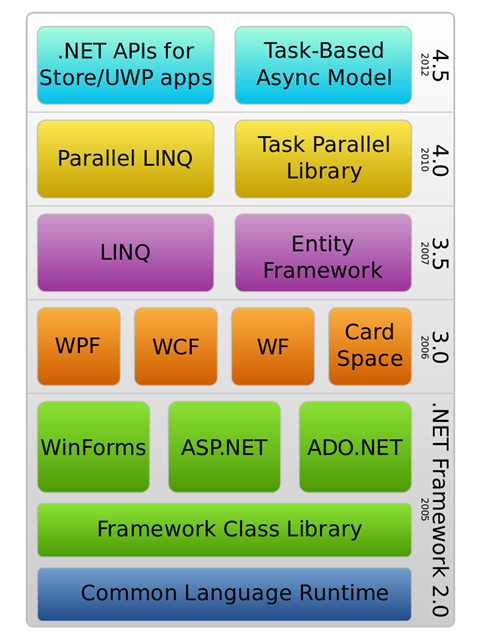 .NET APIs for
Store/UWP apps
Task-Based
Async Model
4.5
2012
Parallel LINQ
Task Parallel
Library
4.0
2010
LINQ
Entity
Framework
3.5
2007
WPF
WCF
WF
Card
Space
3.0
2006
WinForms
ASP.NET
ADO.NET
Framework Class Library
Common Language Runtime
.NET Framework 2.0
2005